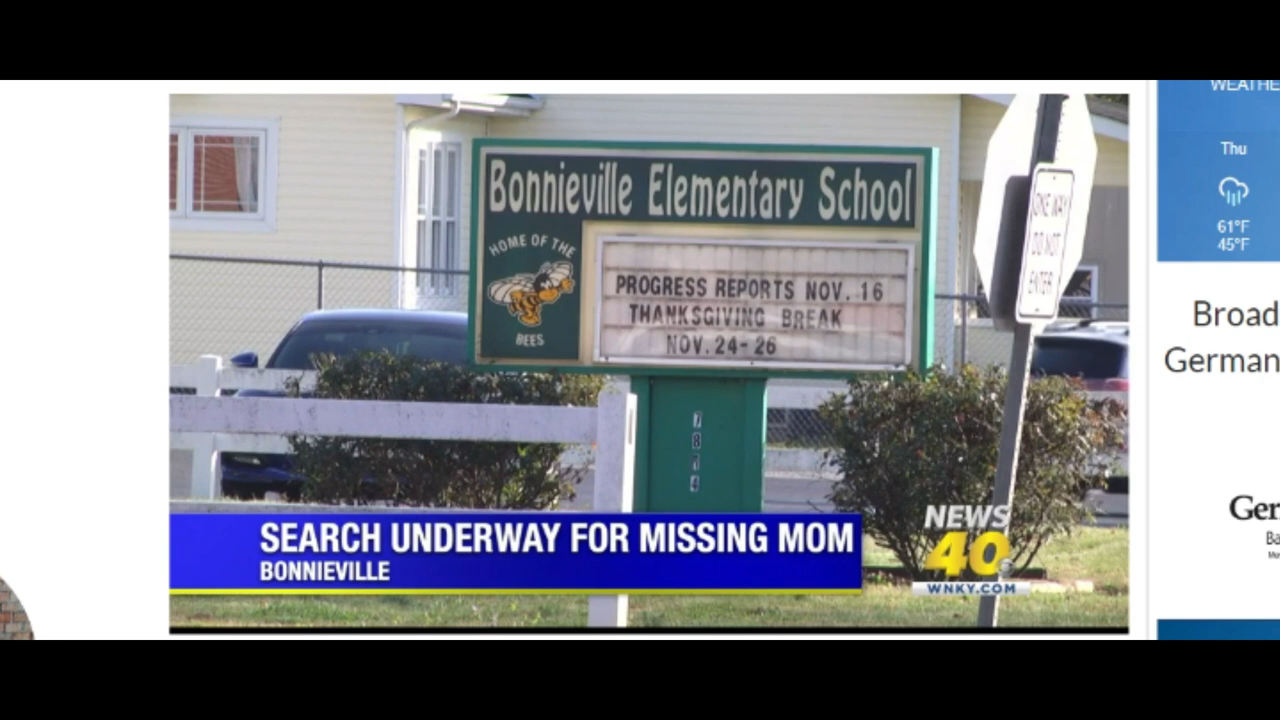 WEATHE
Thu
61°F
45°F
Bonnieville Elementary School
HOME OF THE
BEES
PROGRESS REPORTS NOV. 16
THANKSGIVING BREAK
NOV. 24-26
7
8
1
4
ONE WAY
DO NOT
ENTER
Broad
German
Ger
Ba
SEARCH UNDERWAY FOR MISSING MOM
BONNIEVILLE
NEWS
40
WNKY.COM